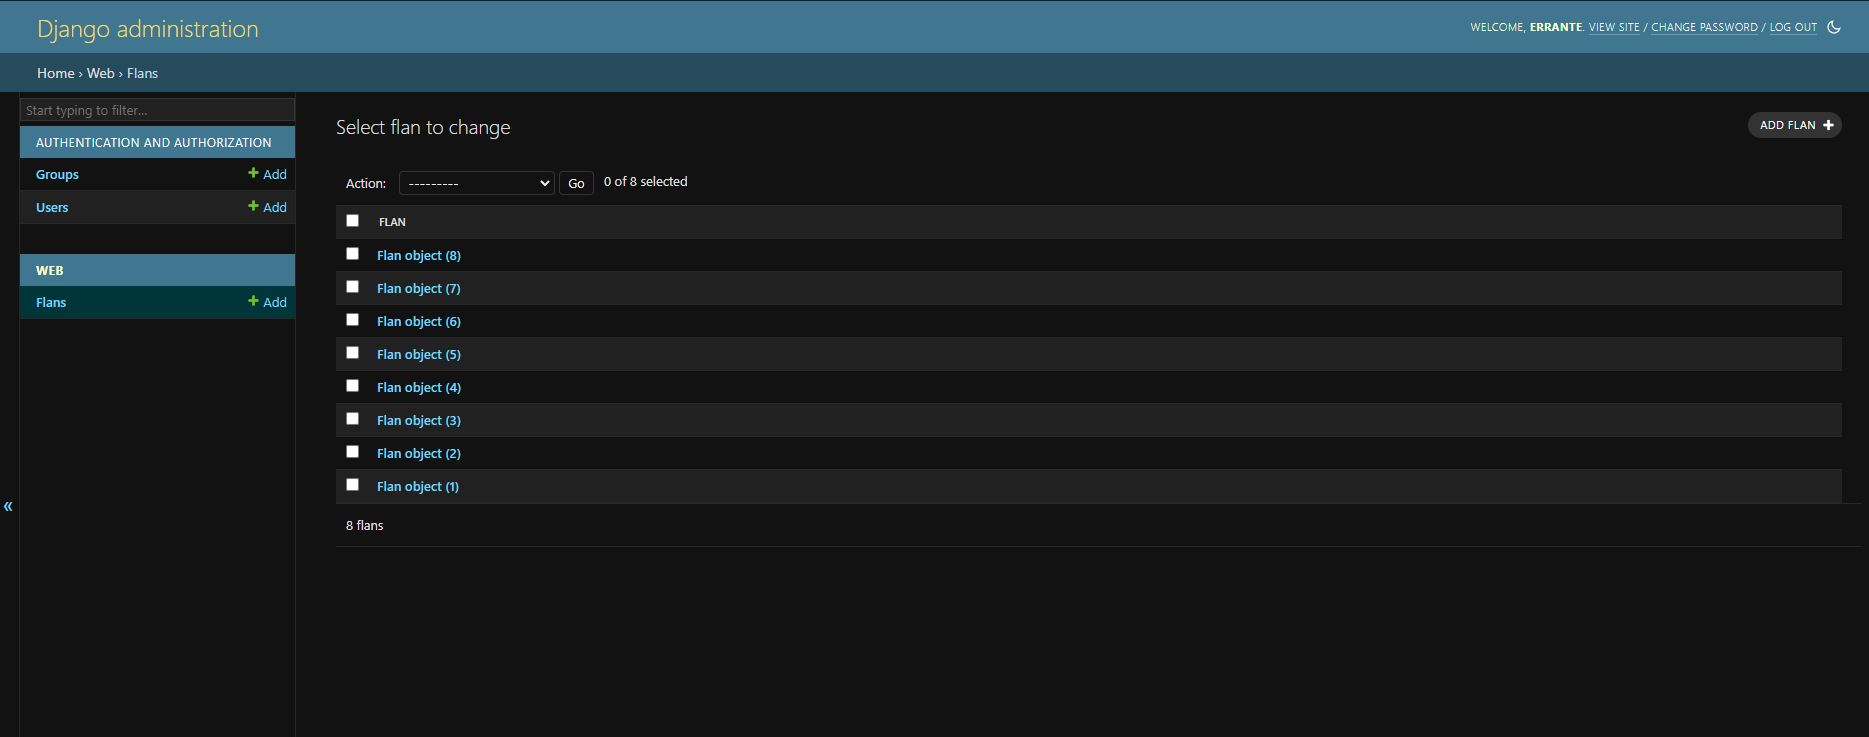 Django administration
WELCOME, ERRANTE. VIEW SITE / CHANGE PASSWORD / LOG OUT
Home › Web › Flans
Start typing to filter...
AUTHENTICATION AND AUTHORIZATION
Groups + Add
Users + Add
WEB
Flans + Add
«
Select flan to change
ADD FLAN +
Action: --------- Go 0 of 8 selected
FLAN
Flan object (8)
Flan object (7)
Flan object (6)
Flan object (5)
Flan object (4)
Flan object (3)
Flan object (2)
Flan object (1)
8 flans